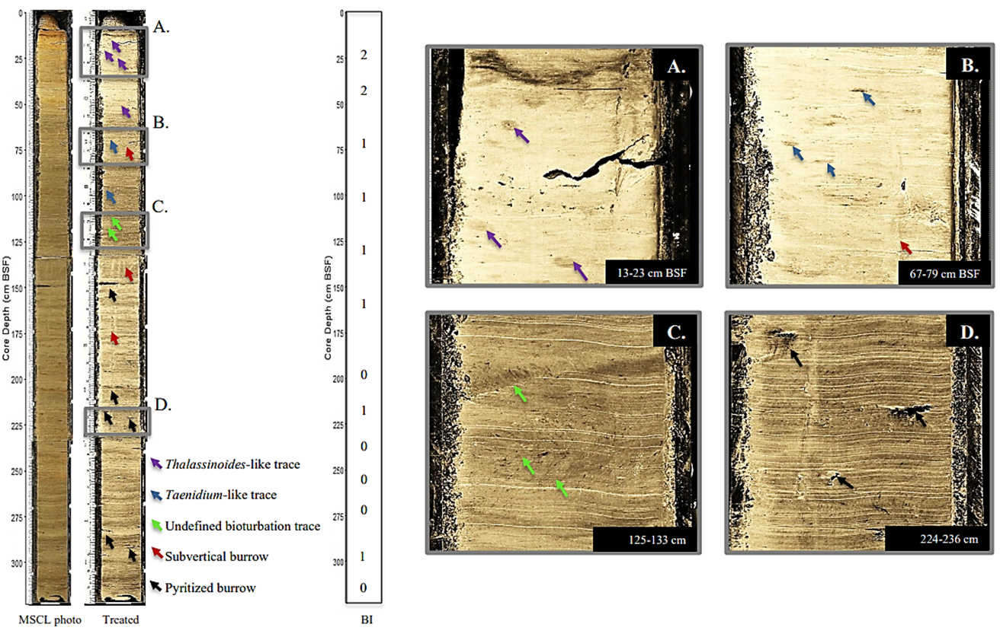 0
25
50
75
100
125
150
175
200
225
250
275
300
Core Depth (cm BSF)
MSCL photo
Treated
A.
B.
C.
D.
Thalassinoides-like trace
Taenidium-like trace
Undefined bioturbation trace
Subvertical burrow
Pyritized burrow
0
25
50
75
100
125
150
175
200
225
250
275
300
Core Depth (cm BSF)
2
2
1
1
1
1
0
1
0
0
0
1
0
BI
A.
13-23 cm BSF
B.
67-79 cm BSF
C.
125-133 cm
D.
224-236 cm